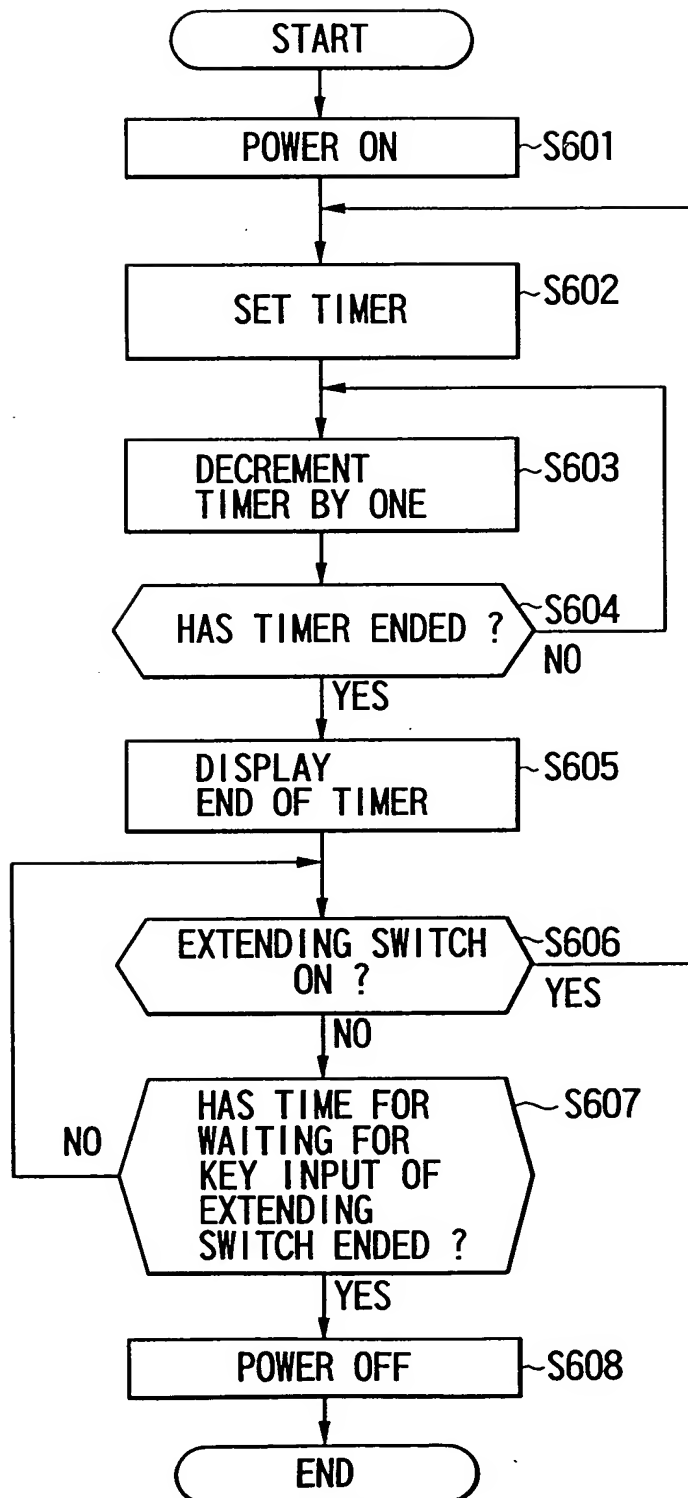 START
POWER ON
~S601
SET TIMER
~S602
DECREMENT
TIMER BY ONE
~S603
HAS TIMER ENDED ?
~S604
NO
YES
DISPLAY
END OF TIMER
~S605
EXTENDING SWITCH
ON ?
~S606
YES
NO
HAS TIME FOR
WAITING FOR
KEY INPUT OF
EXTENDING
SWITCH ENDED ?
~S607
NO
YES
POWER OFF
~S608
END